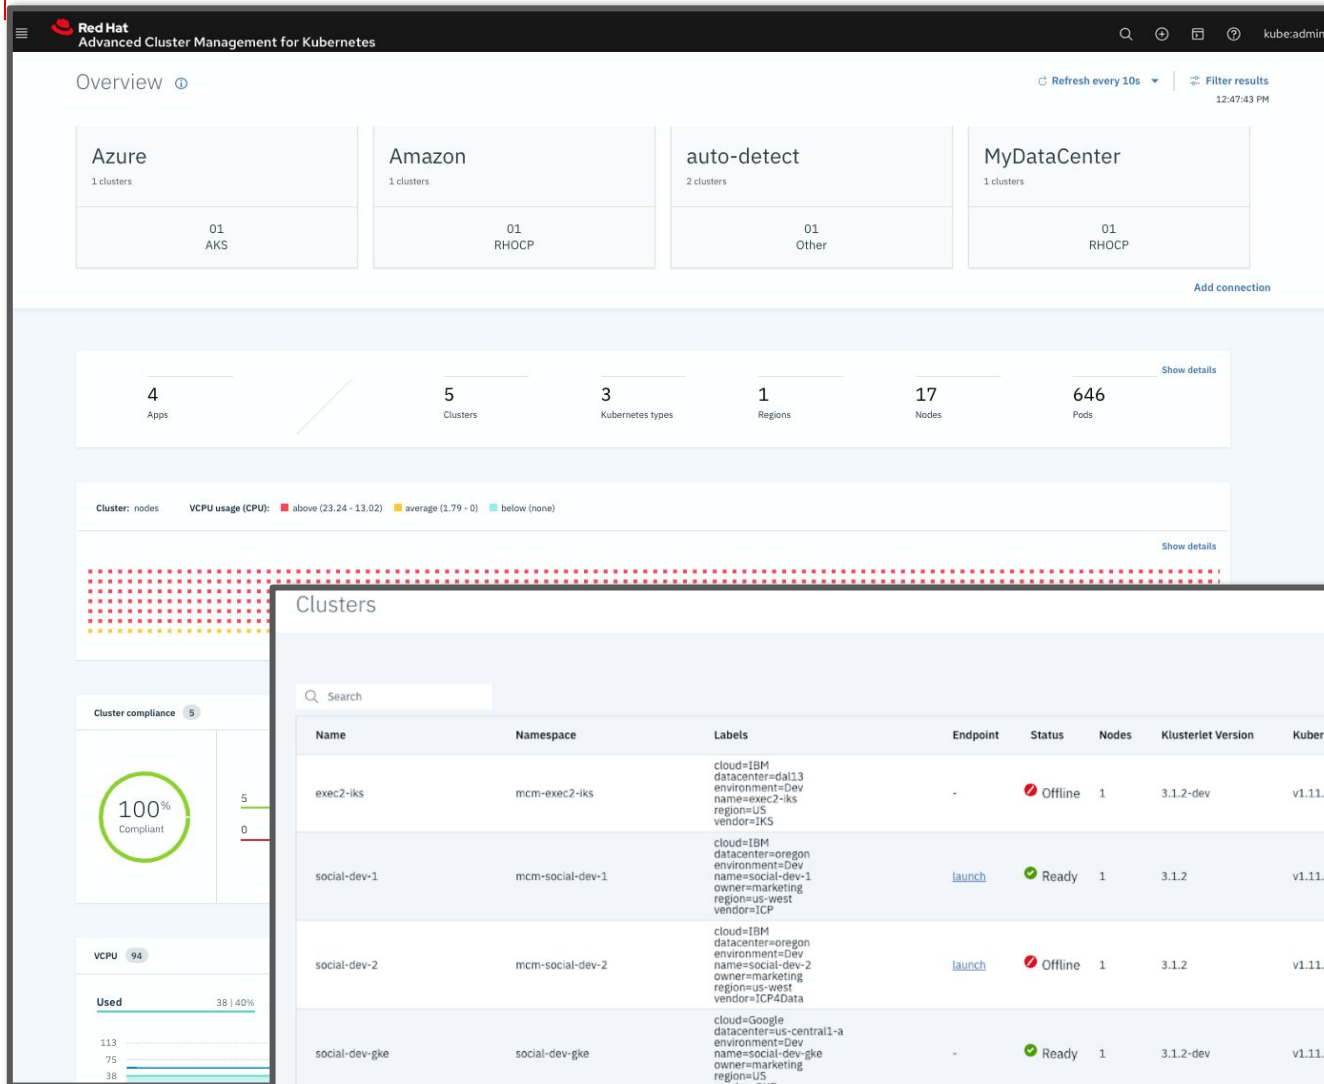 Red Hat
Advanced Cluster Management for Kubernetes
kube:admin
Overview
Refresh every 10s
Filter results
12:47:43 PM
Azure
1 clusters
01
AKS
Amazon
1 clusters
01
RHOCP
auto-detect
2 clusters
01
Other
MyDataCenter
1 clusters
01
RHOCP
Add connection
Show details
4
Apps
5
Clusters
3
Kubernetes types
1
Regions
17
Nodes
646
Pods
Cluster: nodes VCPU usage (CPU): above (23.24 - 13.02) average (1.79 - 0) below (none)
Show details
Cluster compliance 5
100%
Compliant
5
0
VCPU 94
Used 38 | 40%
113
75
38
Clusters
Search
Name Namespace Labels Endpoint Status Nodes Klusterlet Version Kuber
exec2-iks mcm-exec2-iks
cloud=IBM
datacenter=dal13
environment=Dev
name=exec2-iks
region=US
vendor=IKS
- Offline 1 3.1.2-dev v1.11.
social-dev-1 mcm-social-dev-1
cloud=IBM
datacenter=oregon
environment=Dev
name=social-dev-1
owner=marketing
region=us-west
vendor=ICP
launch Ready 1 3.1.2 v1.11.
social-dev-2 mcm-social-dev-2
cloud=IBM
datacenter=oregon
environment=Dev
name=social-dev-2
owner=marketing
region=us-west
vendor=ICP4Data
launch Offline 1 3.1.2 v1.11.
social-dev-gke social-dev-gke
cloud=Google
datacenter=us-central1-a
environment=Dev
name=social-dev-gke
owner=marketing
region=US
- Ready 1 3.1.2-dev v1.11.